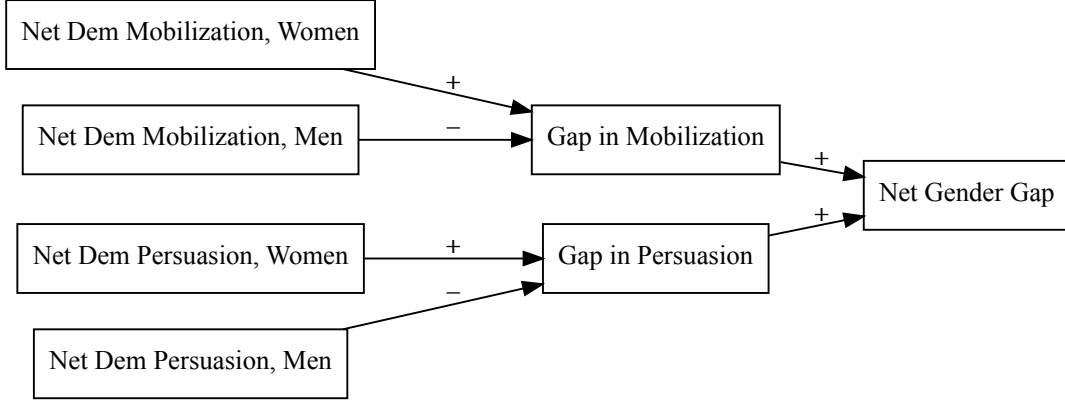 Net Dem Mobilization, Women
+
Net Dem Mobilization, Men
−
Gap in Mobilization
+
Net Gender Gap
Net Dem Persuasion, Women
+
Gap in Persuasion
+
−
Net Dem Persuasion, Men